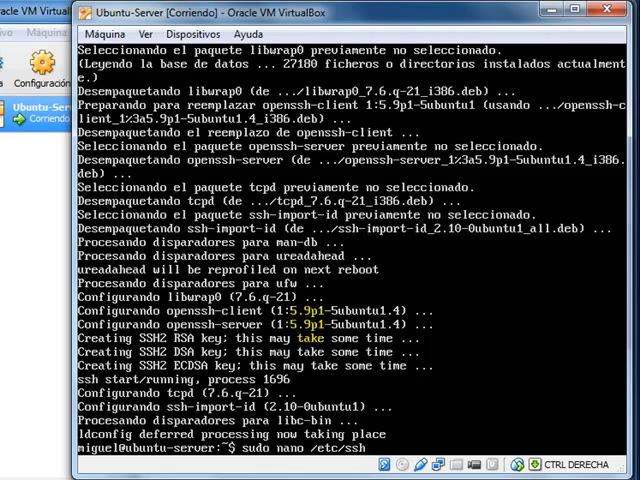 Ubuntu-Server [Corriendo] - Oracle VM VirtualBox
Oracle VM VirtualBox
Máquina Ver Dispositivos Ayuda
Máquina
Configuración
Ubuntu-Ser
Corriendo
Seleccionando el paquete libwrap0 previamente no seleccionado.
(Leyendo la base de datos ... 27180 ficheros o directorios instalados actualment
e.)
Desempaquetando libwrap0 (de .../libwrap0_7.6.q-21_i386.deb) ...
Preparando para reemplazar openssh-client 1:5.9p1-5ubuntu1 (usando .../openssh-c
lient_1%3a5.9p1-5ubuntu1.4_i386.deb) ...
Desempaquetando el reemplazo de openssh-client ...
Seleccionando el paquete openssh-server previamente no seleccionado.
Desempaquetando openssh-server (de .../openssh-server_1%3a5.9p1-5ubuntu1.4_i386.
deb) ...
Seleccionando el paquete tcpd previamente no seleccionado.
Desempaquetando tcpd (de .../tcpd_7.6.q-21_i386.deb) ...
Seleccionando el paquete ssh-import-id previamente no seleccionado.
Desempaquetando ssh-import-id (de .../ssh-import-id_2.10-0ubuntu1_all.deb) ...
Procesando disparadores para man-db ...
Procesando disparadores para ureadahead ...
ureadahead will be reprofiled on next reboot
Procesando disparadores para ufw ...
Configurando libwrap0 (7.6.q-21) ...
Configurando openssh-client (1:5.9p1-5ubuntu1.4) ...
Configurando openssh-server (1:5.9p1-5ubuntu1.4) ...
Creating SSH2 RSA key; this may take some time ...
Creating SSH2 DSA key; this may take some time ...
Creating SSH2 ECDSA key; this may take some time ...
ssh start/running, process 1696
Configurando tcpd (7.6.q-21) ...
Configurando ssh-import-id (2.10-0ubuntu1) ...
Procesando disparadores para libc-bin ...
ldconfig deferred processing now taking place
miguel@ubuntu-server:~$ sudo nano /etc/ssh
CTRL DERECHA